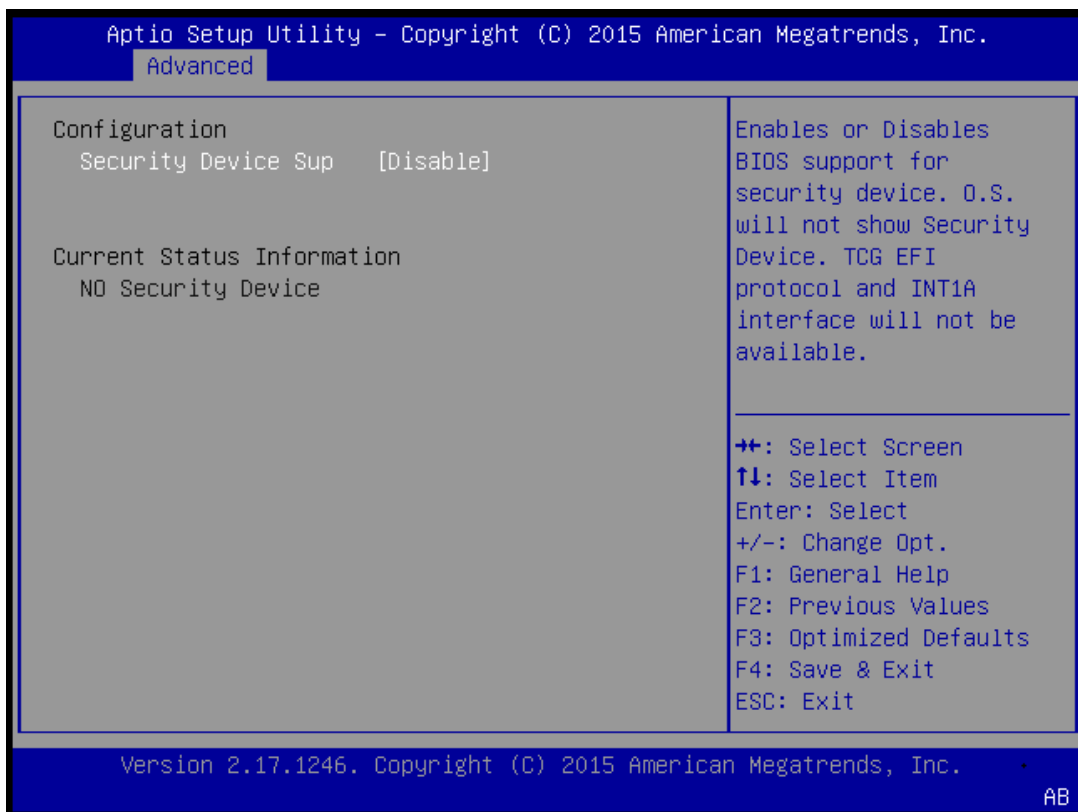 Aptio Setup Utility – Copyright (C) 2015 American Megatrends, Inc.
Advanced
Configuration
Security Device Sup [Disable]
Current Status Information
NO Security Device
Enables or Disables
BIOS support for
security device. O.S.
will not show Security
Device. TCG EFI
protocol and INT1A
interface will not be
available.
→←: Select Screen
↑↓: Select Item
Enter: Select
+/-: Change Opt.
F1: General Help
F2: Previous Values
F3: Optimized Defaults
F4: Save & Exit
ESC: Exit
Version 2.17.1246. Copyright (C) 2015 American Megatrends, Inc.
AB